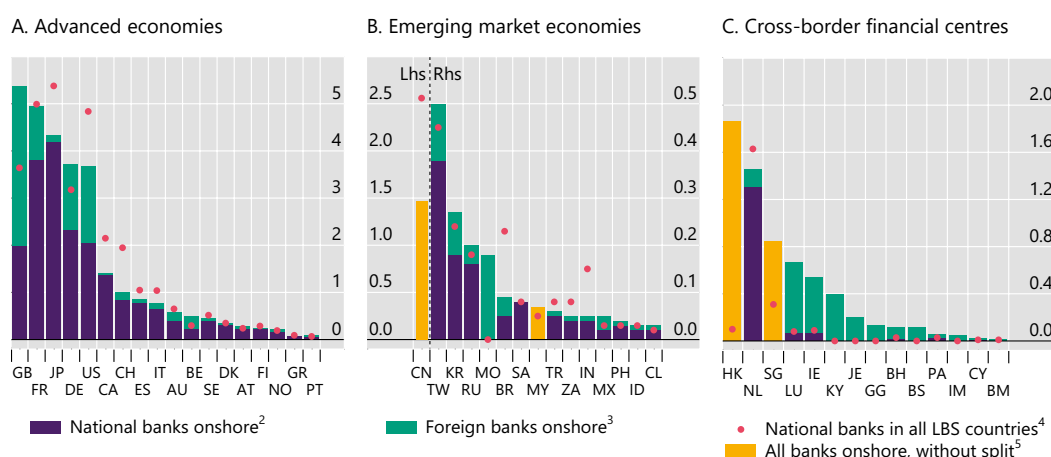 A. Advanced economies
5
4
3
2
1
0
GB JP US CH IT BE DK FI GR
FR DE CA ES AU SE AT NO PT
National banks onshore2
B. Emerging market economies
Lhs Rhs
2.5 0.5
2.0 0.4
1.5 0.3
1.0 0.2
0.5 0.1
0.0 0.0
CN KR MO SA TR IN PH CL
TW RU BR MY ZA MX ID
Foreign banks onshore3
C. Cross-border financial centres
2.0
1.6
1.2
0.8
0.4
0.0
HK SG IE JE BH PA CY
NL LU KY GG BS IM BM
National banks in all LBS countries4
All banks onshore, without split5